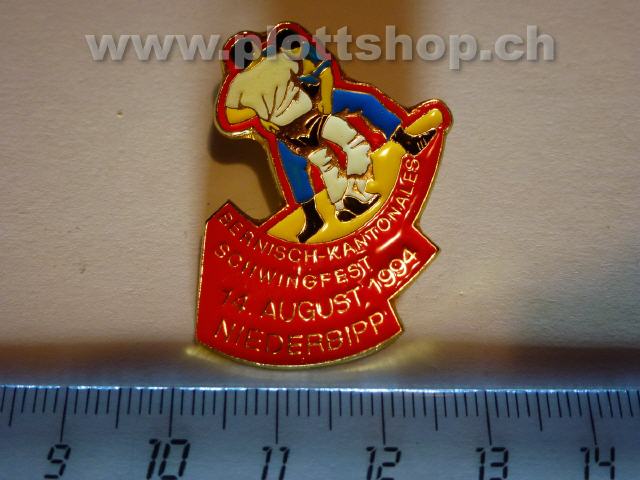 www.plottshop.ch
BERNISCH-KANTONALES
SCHWINGFEST
14. AUGUST 1994
NIEDERBIPP
9 10 11 12 13 14